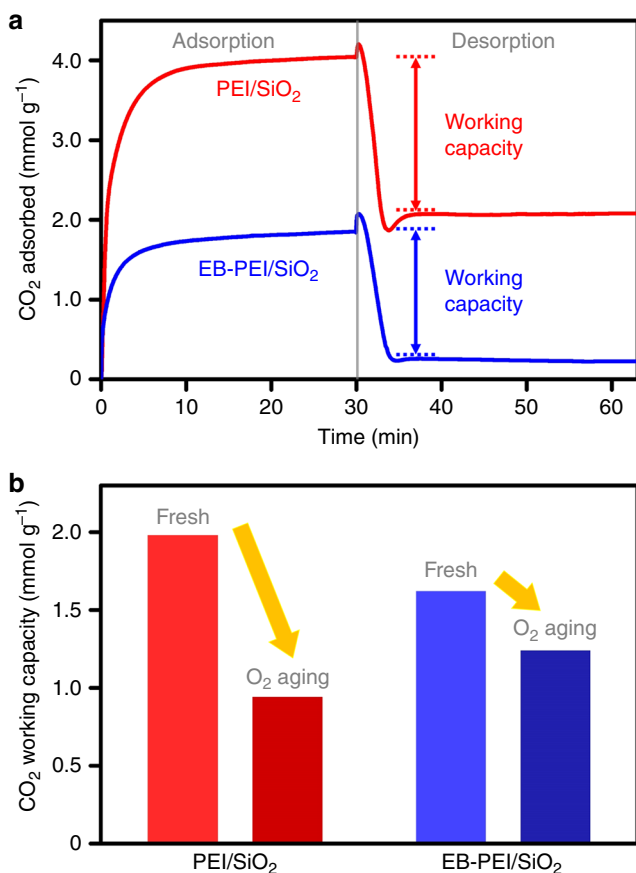 a
Adsorption
Desorption
PEI/SiO₂
Working
capacity
EB-PEI/SiO₂
Working
capacity
CO₂ adsorbed (mmol g⁻¹)
4.0
3.0
2.0
1.0
0
0 10 20 30 40 50 60
Time (min)
b
Fresh
O₂ aging
Fresh
O₂ aging
CO₂ working capacity (mmol g⁻¹)
2.0
1.5
1.0
0.5
0
PEI/SiO₂ EB-PEI/SiO₂